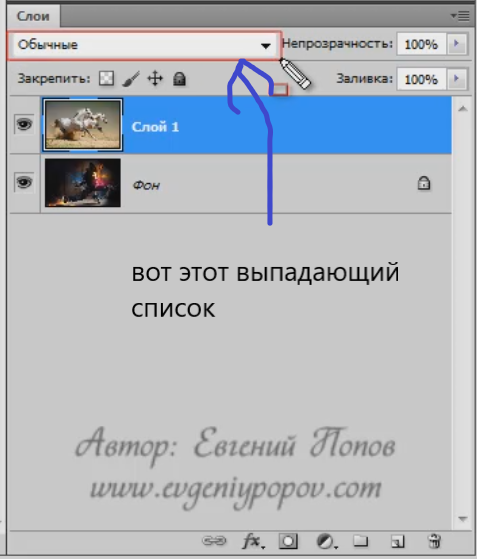 Слои
Обычные Непрозрачность: 100%
Закрепить: Заливка: 100%
Слой 1
Фон
вот этот выпадающий
список
Автор: Евгений Попов
www.evgeniypopov.com
fx.